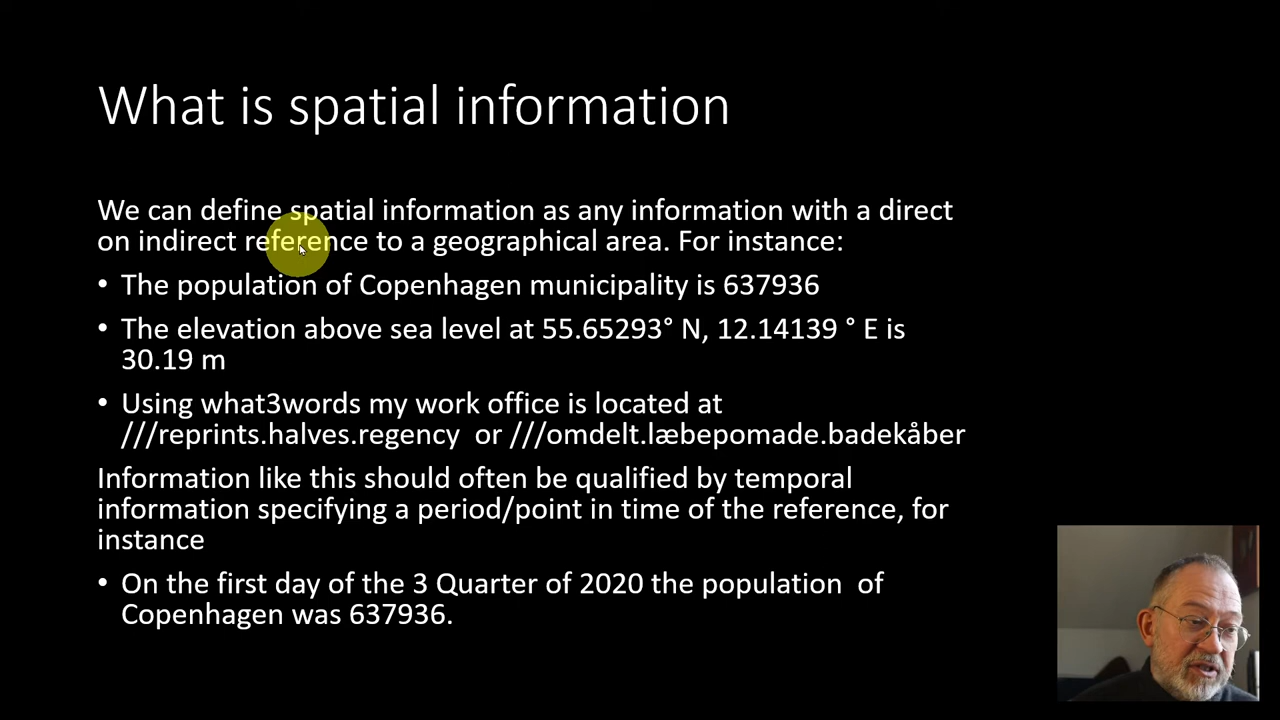 What is spatial information
We can define spatial information as any information with a direct
on indirect reference to a geographical area. For instance:
• The population of Copenhagen municipality is 637936
• The elevation above sea level at 55.65293° N, 12.14139 ° E is
30.19 m
• Using what3words my work office is located at
///reprints.halves.regency or ///omdelt.læbepomade.badekåber
Information like this should often be qualified by temporal
information specifying a period/point in time of the reference, for
instance
• On the first day of the 3 Quarter of 2020 the population of
Copenhagen was 637936.